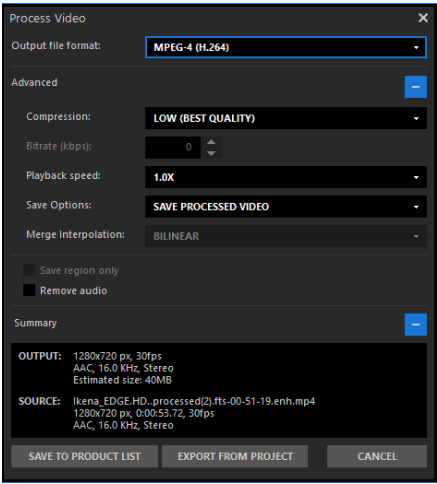 Process Video
Output file format: MPEG-4 (H.264)
Advanced
Compression: LOW (BEST QUALITY)
Bitrate (kbps): 0
Playback speed: 1.0X
Save Options: SAVE PROCESSED VIDEO
Merge Interpolation: BILINEAR
Save region only
Remove audio
Summary
OUTPUT: 1280x720 px, 30fps
AAC, 16.0 KHz, Stereo
Estimated size: 40MB
SOURCE: Ikena_EDGE.HD..processed(2).fts-00-51-19.enh.mp4
1280x720 px, 0:00:53.72, 30fps
AAC, 16.0 KHz, Stereo
SAVE TO PRODUCT LIST EXPORT FROM PROJECT CANCEL